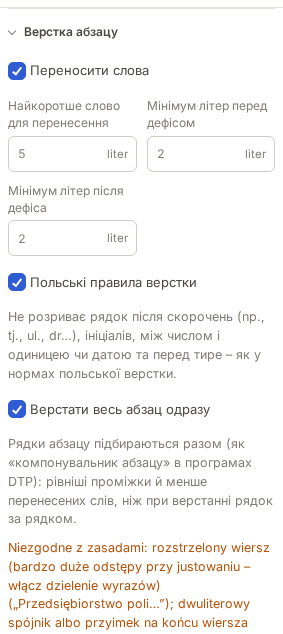 Верстка абзацу
Переносити слова
Найкоротше слово
для перенесення
5 liter
Мінімум літер перед
дефісом
2 liter
Мінімум літер після
дефіса
2 liter
Польські правила верстки
Не розриває рядок після скорочень (np.,
tj., ul., dr…), ініціалів, між числом і
одиницею чи датою та перед тире – як у
нормах польської верстки.
Верстати весь абзац одразу
Рядки абзацу підбираються разом (як
«компонувальник абзацу» в програмах
DTP): рівніші проміжки й менше
перенесених слів, ніж при верстанні рядок
за рядком.
Niezgodne z zasadami: rozstrzelony wiersz
(bardzo duże odstępy przy justowaniu –
włącz dzielenie wyrazów)
(„Przedsiębiorstwo poli…”); dwuliterowy
spójnik albo przyimek na końcu wiersza